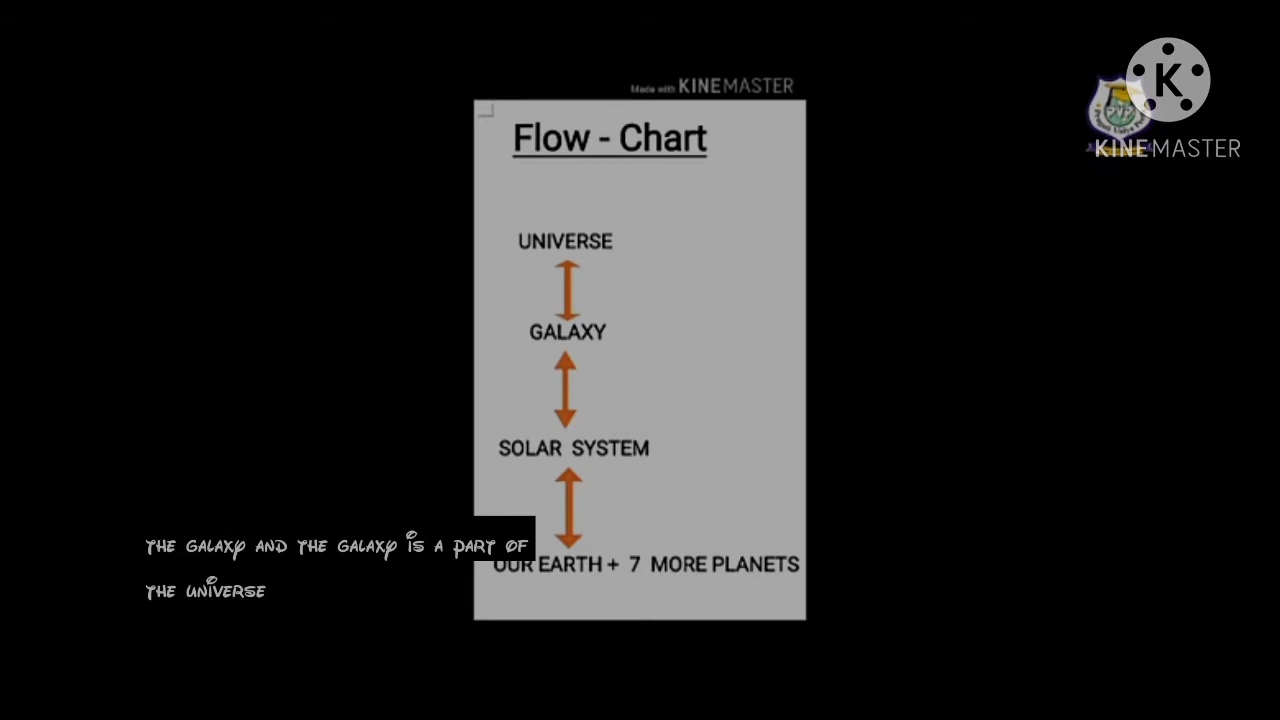 Made with KINEMASTER
K
KINEMASTER
Flow - Chart
UNIVERSE
GALAXY
SOLAR SYSTEM
OUR EARTH + 7 MORE PLANETS
THE GALAXY AND THE GALAXY IS A PART OF
THE UNIVERSE